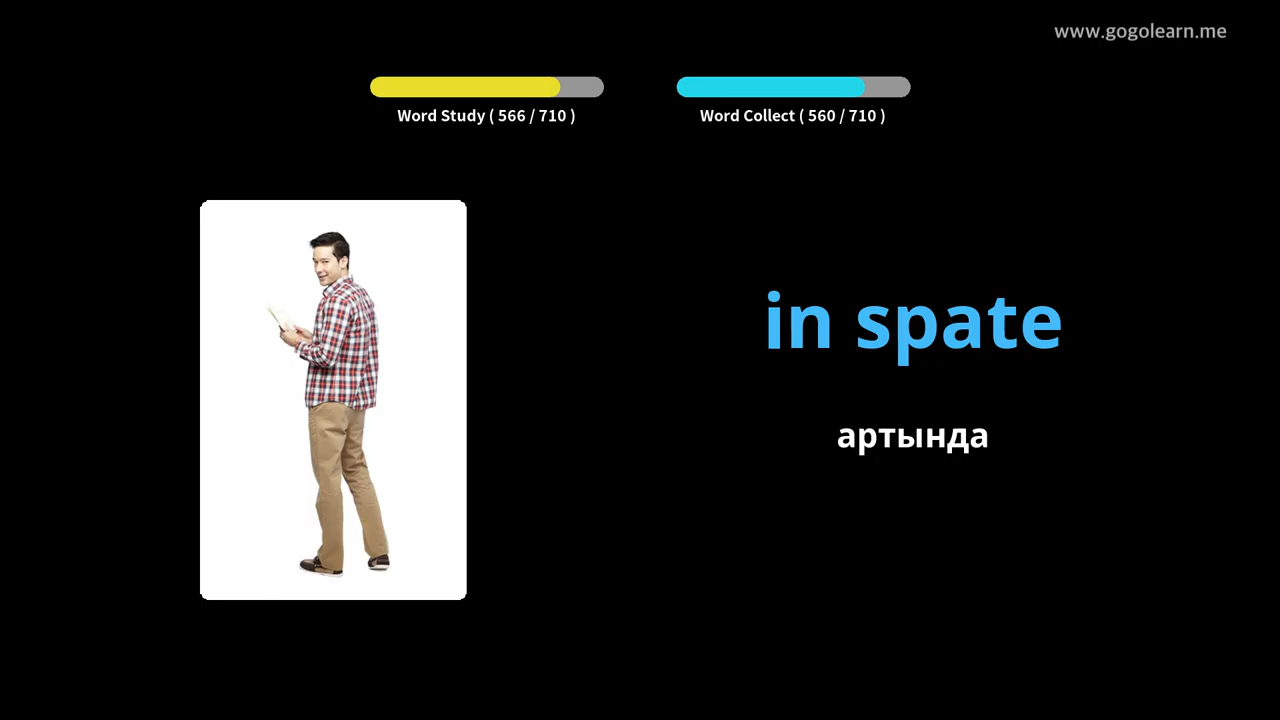 www.gogolearn.me
Word Study ( 566 / 710 )
Word Collect ( 560 / 710 )
in spate
артында